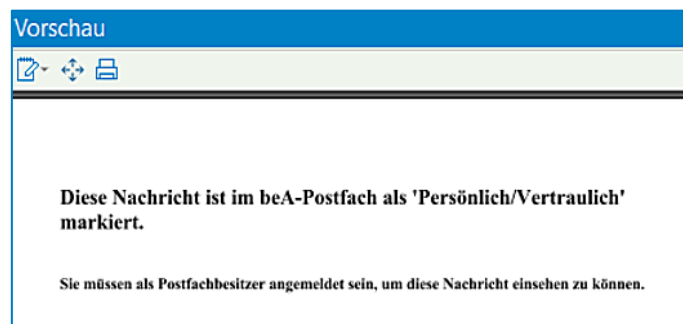 Vorschau
Diese Nachricht ist im beA-Postfach als 'Persönlich/Vertraulich'
markiert.
Sie müssen als Postfachbesitzer angemeldet sein, um diese Nachricht einsehen zu können.